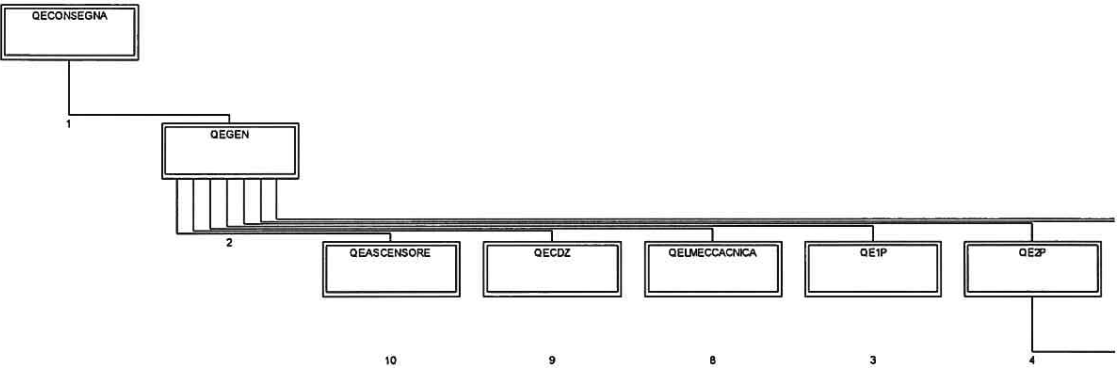 QECONSEGNA
1
QEGEN
2
QEASCENSORE
QECDZ
QELMECCACNICA
QE1P
QE2P
10
9
8
3
4